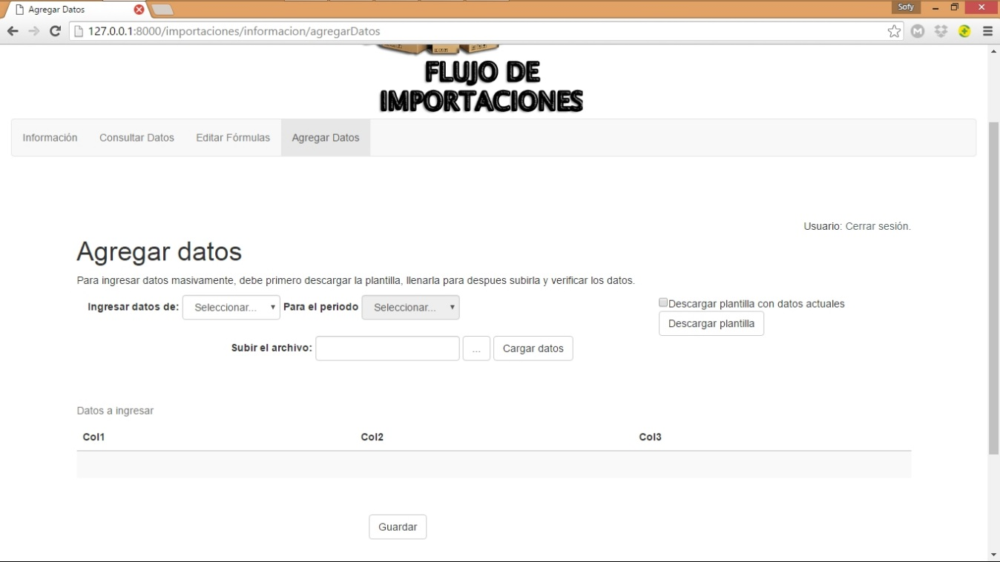 Agregar Datos
Sofy
127.0.0.1:8000/importaciones/informacion/agregarDatos
FLUJO DE
IMPORTACIONES
Información Consultar Datos Editar Fórmulas Agregar Datos
Usuario: Cerrar sesión.
Agregar datos
Para ingresar datos masivamente, debe primero descargar la plantilla, llenarla para despues subirla y verificar los datos.
Ingresar datos de: Seleccionar... Para el periodo Seleccionar...
Descargar plantilla con datos actuales
Descargar plantilla
Subir el archivo: ... Cargar datos
Datos a ingresar
Col1 Col2 Col3
Guardar